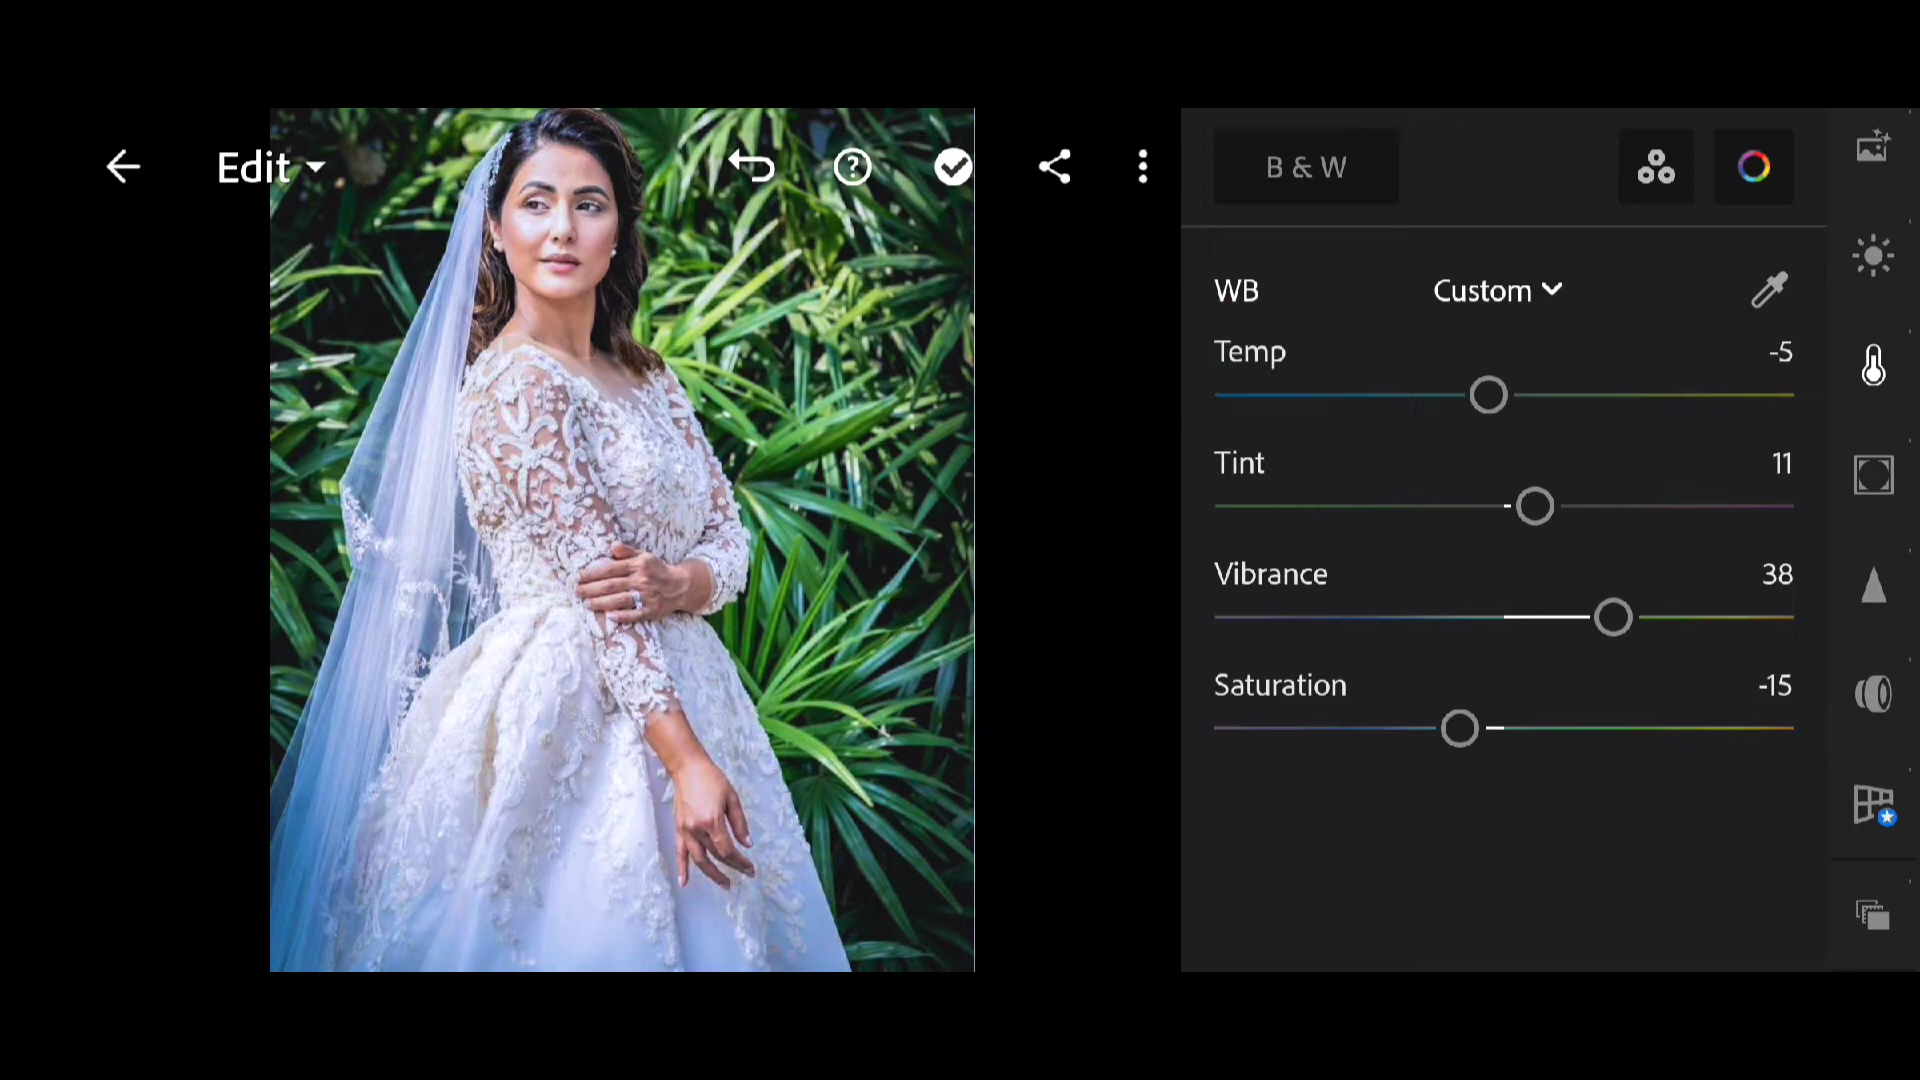 Edit
B & W
WB Custom
Temp -5
Tint 11
Vibrance 38
Saturation -15